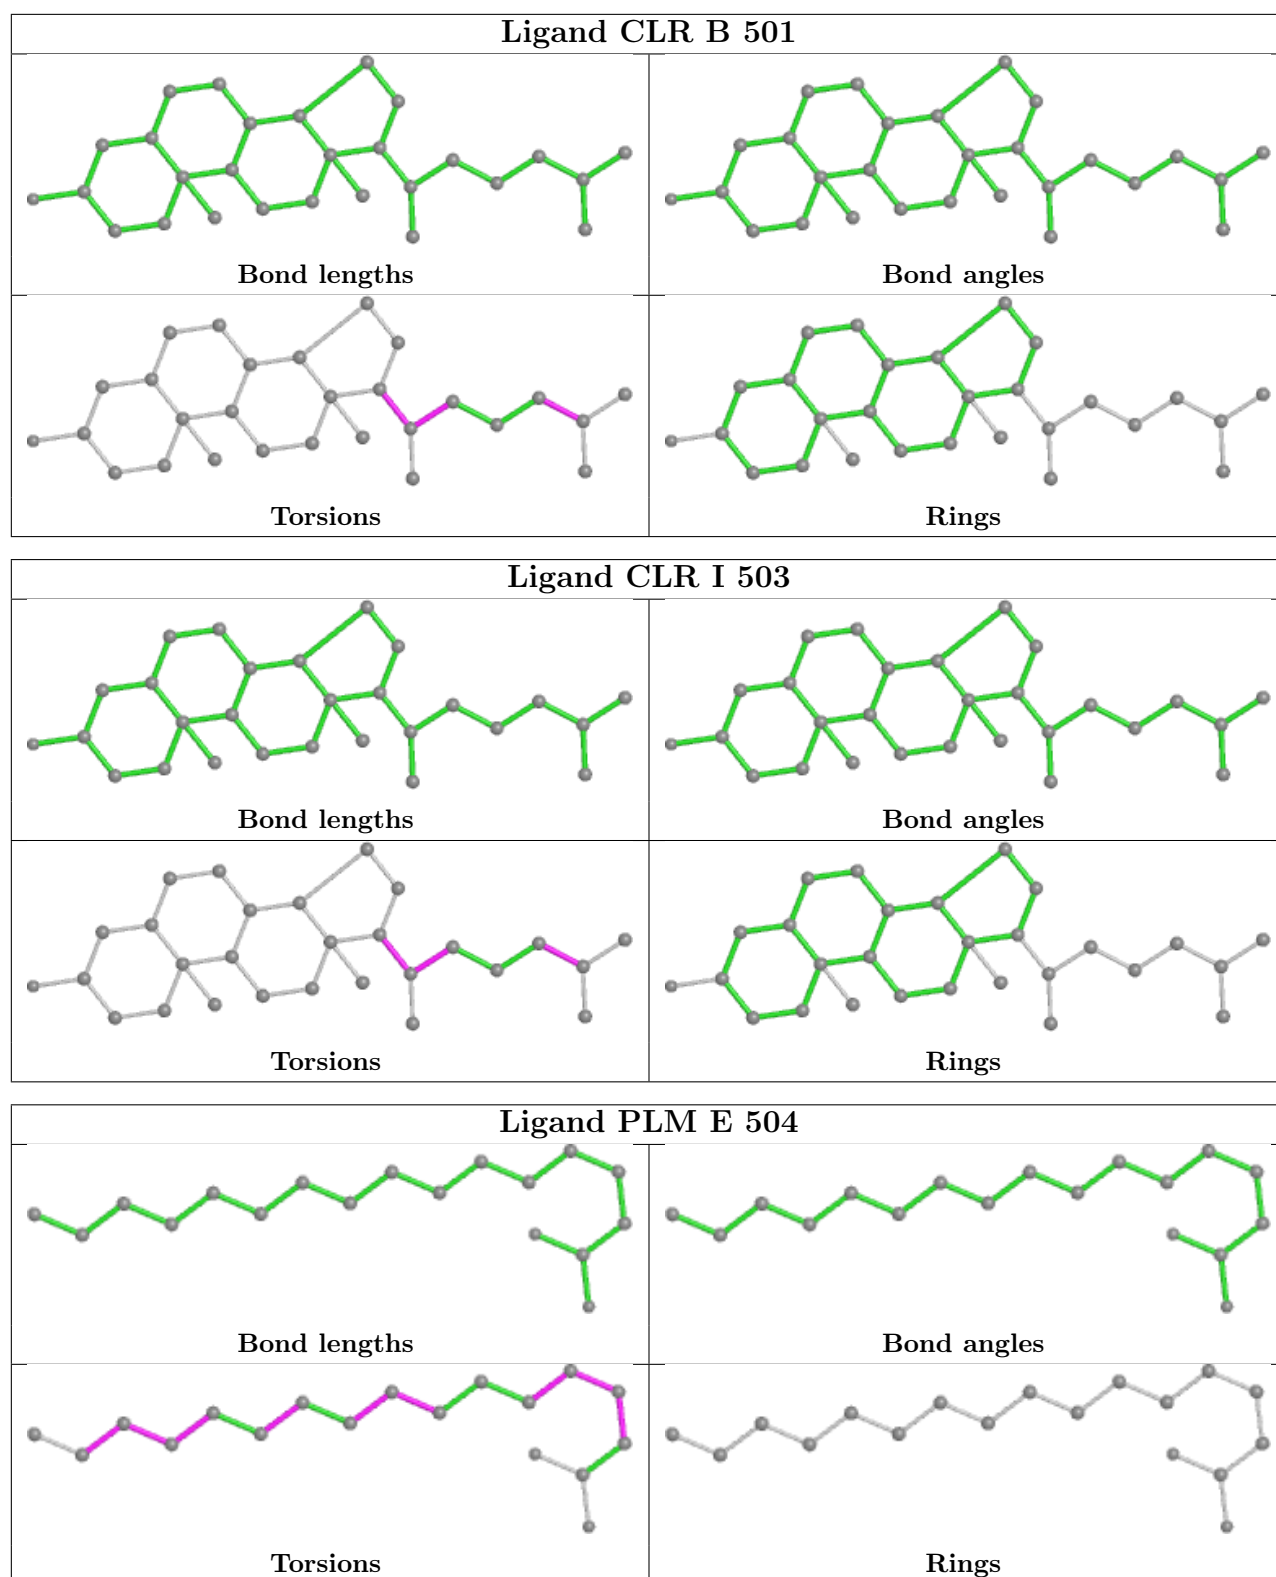 Ligand CLR B 501
Bond lengths
Bond angles
Torsions
Rings
Ligand CLR I 503
Bond lengths
Bond angles
Torsions
Rings
Ligand PLM E 504
Bond lengths
Bond angles
Torsions
Rings